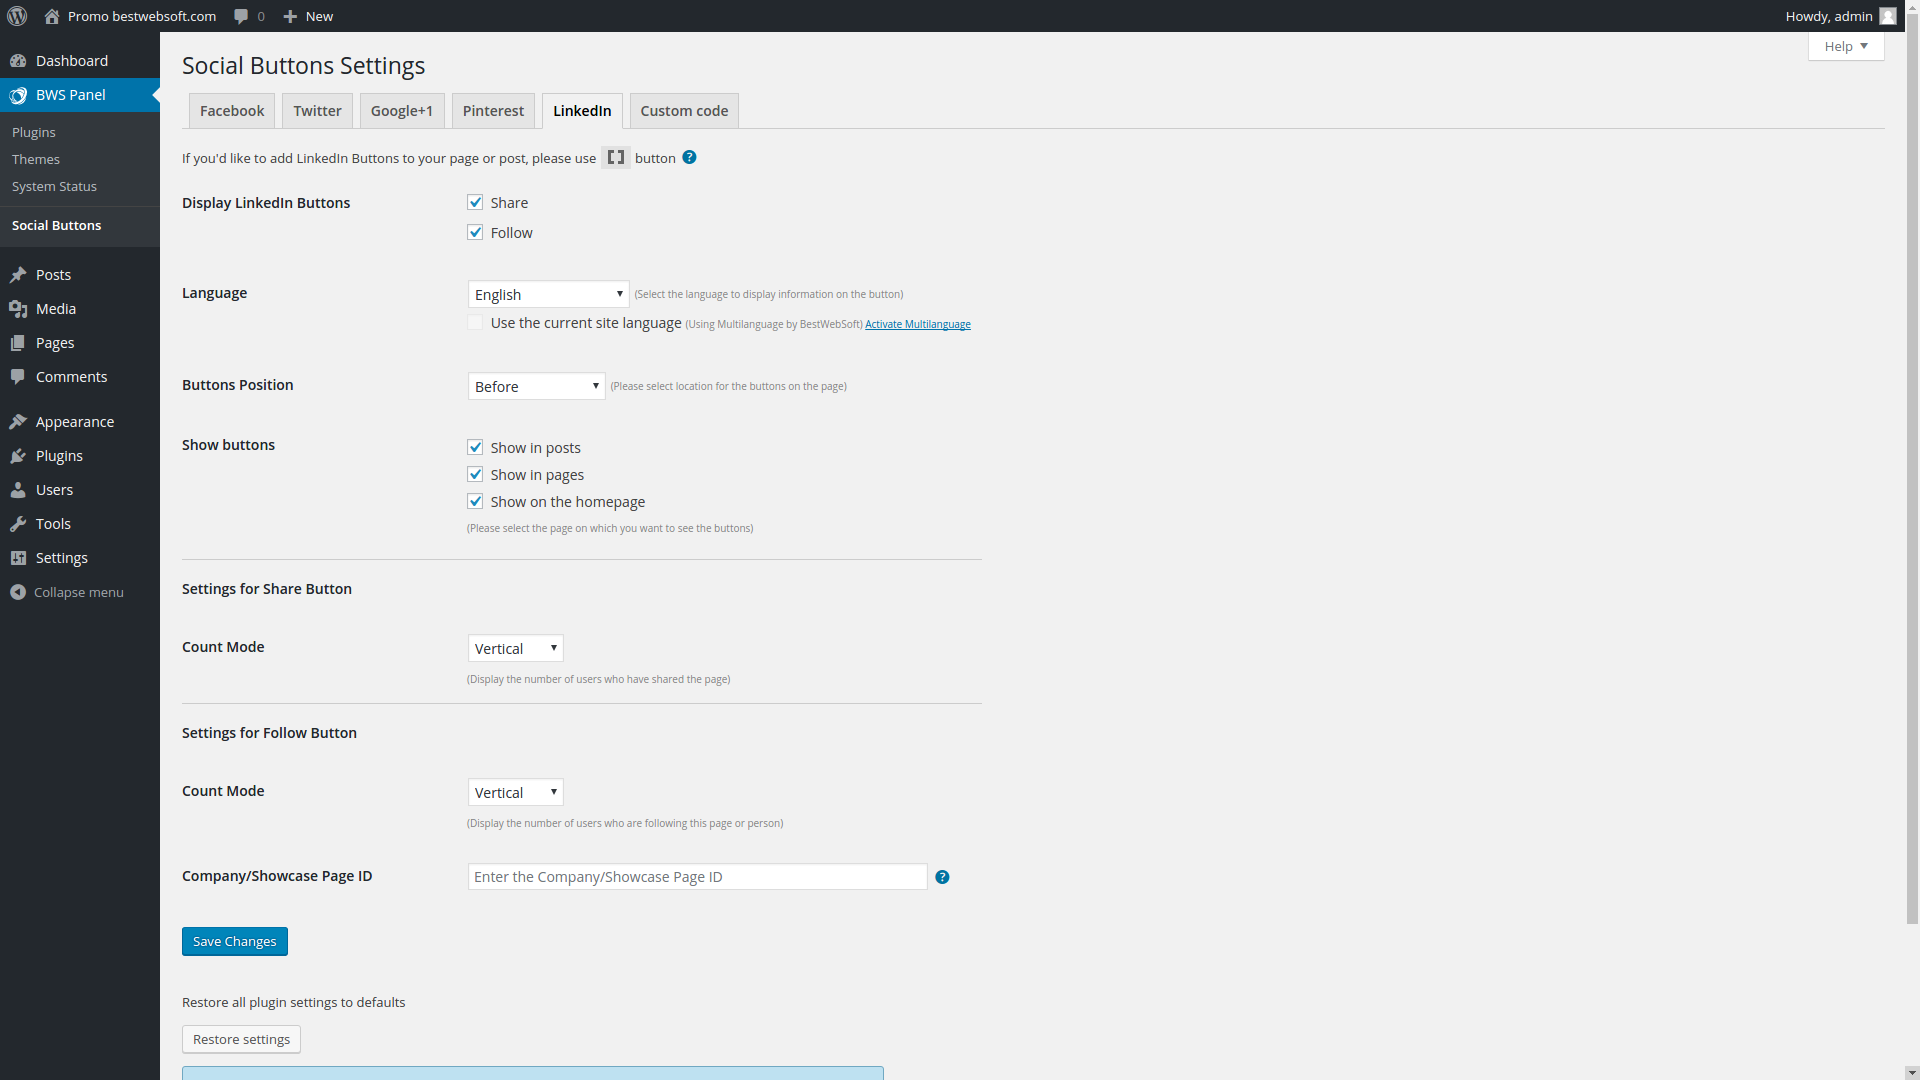 Promo bestwebsoft.com 0 New Howdy, admin
Help
Dashboard
BWS Panel
Plugins
Themes
System Status
Social Buttons
Posts
Media
Pages
Comments
Appearance
Plugins
Users
Tools
Settings
Collapse menu
Social Buttons Settings
Facebook Twitter Google+1 Pinterest LinkedIn Custom code
If you'd like to add LinkedIn Buttons to your page or post, please use [] button ?
Display LinkedIn Buttons Share
Follow
Language English (Select the language to display information on the button)
Use the current site language (Using Multilanguage by BestWebSoft) Activate Multilanguage
Buttons Position Before (Please select location for the buttons on the page)
Show buttons Show in posts
Show in pages
Show on the homepage
(Please select the page on which you want to see the buttons)
Settings for Share Button
Count Mode Vertical
(Display the number of users who have shared the page)
Settings for Follow Button
Count Mode Vertical
(Display the number of users who are following this page or person)
Company/Showcase Page ID Enter the Company/Showcase Page ID ?
Save Changes
Restore all plugin settings to defaults
Restore settings